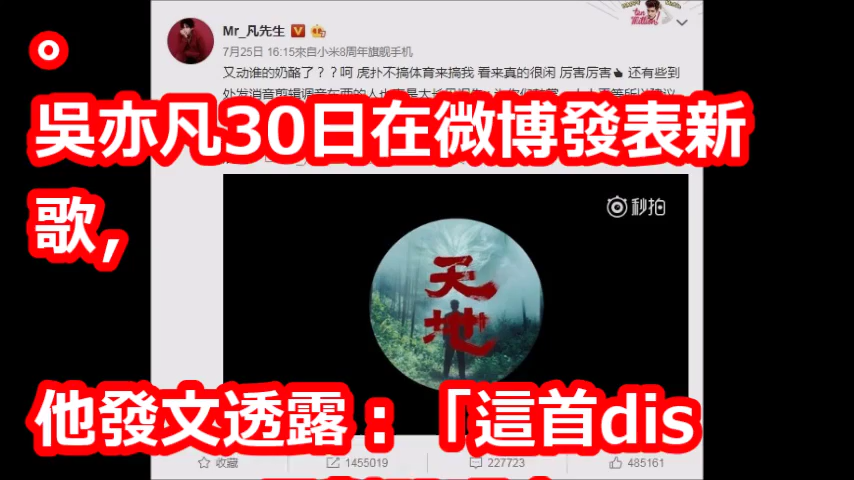 Mr_凡先生
7月25日 16:15来自小米8周年旗舰手机
又动谁的奶酪了？？呵 虎扑不搞体育来搞我 看来真的很闲 厉害厉害 还有些到
。
吳亦凡30日在微博發表新
歌，
秒拍
天地
他發文透露：「這首dis
收藏
1455019
227723
485161